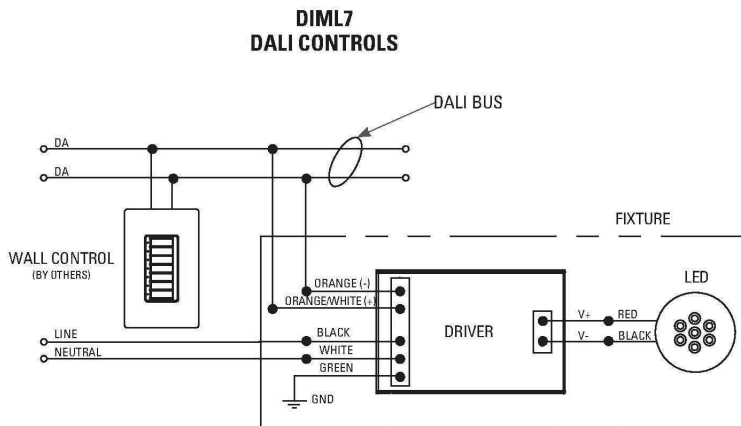 DIML7
DALI CONTROLS
DALI BUS
DA
DA
FIXTURE
WALL CONTROL
(BY OTHERS)
ORANGE (-)
ORANGE/WHITE (+)
LED
LINE
BLACK
DRIVER
V+
RED
NEUTRAL
WHITE
V-
BLACK
GREEN
GND